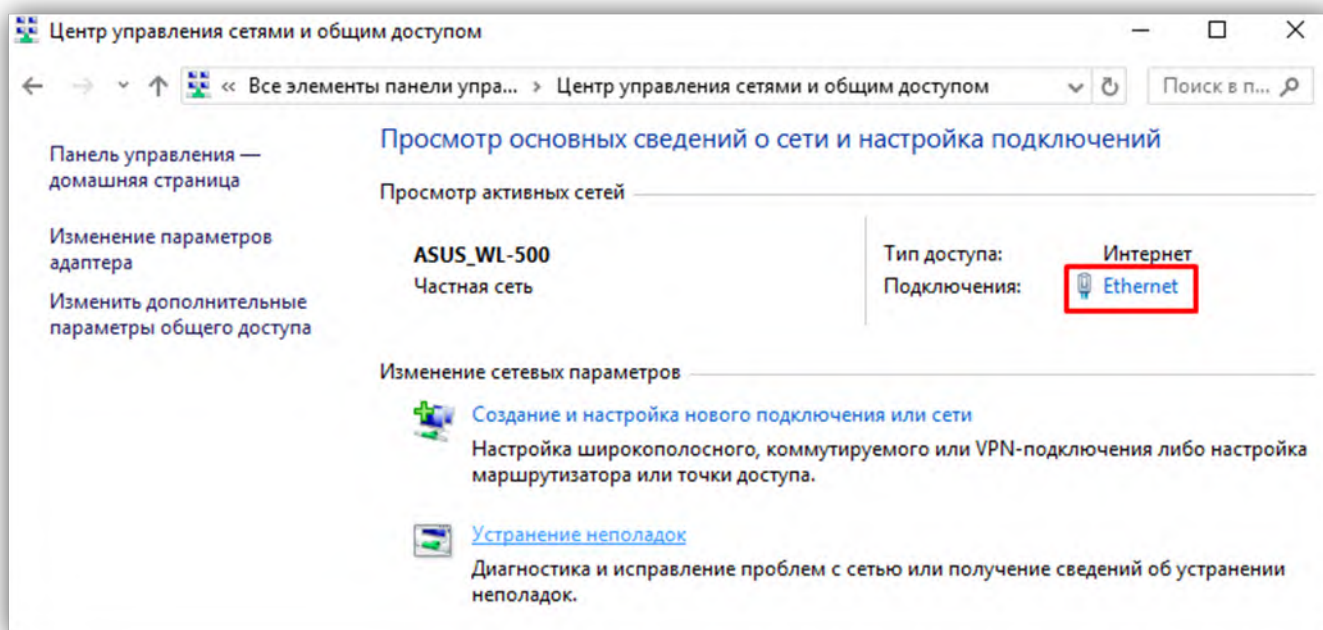 Центр управления сетями и общим доступом
« Все элементы панели упра... > Центр управления сетями и общим доступом
Поиск в п...
Панель управления —
домашняя страница
Изменение параметров
адаптера
Изменить дополнительные
параметры общего доступа
Просмотр основных сведений о сети и настройка подключений
Просмотр активных сетей
ASUS_WL-500
Частная сеть
Тип доступа: Интернет
Подключения: Ethernet
Изменение сетевых параметров
Создание и настройка нового подключения или сети
Настройка широкополосного, коммутируемого или VPN-подключения либо настройка
маршрутизатора или точки доступа.
Устранение неполадок
Диагностика и исправление проблем с сетью или получение сведений об устранении
неполадок.